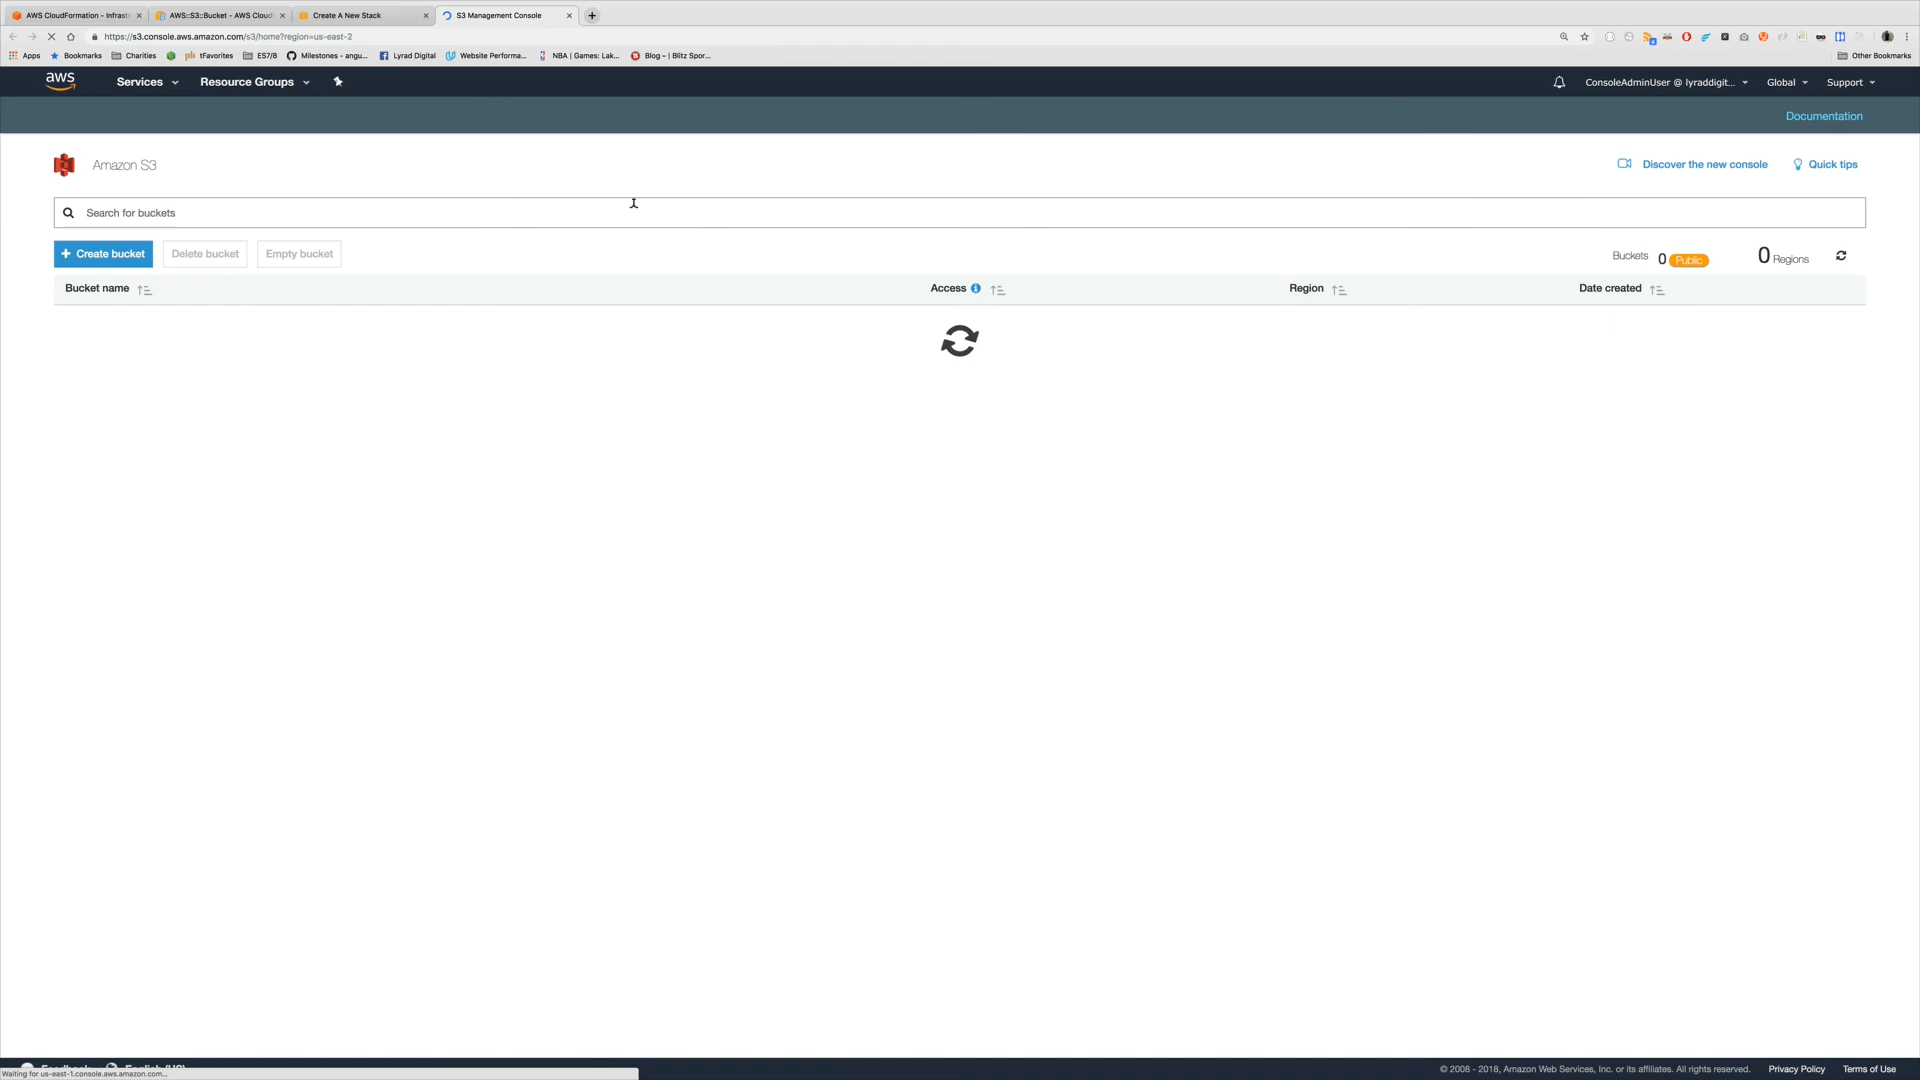 AWS CloudFormation - Infrast
AWS::S3::Bucket - AWS CloudF
Create A New Stack
S3 Management Console
https://s3.console.aws.amazon.com/s3/home?region=us-east-2
Apps
Bookmarks
Charities
tFavorites
ES7/8
Milestones - angu...
Lyrad Digital
Website Performa...
NBA | Games: Lak...
Blog – | Blitz Spor...
Other Bookmarks
aws
Services
Resource Groups
ConsoleAdminUser @ lyraddigit...
Global
Support
Documentation
Amazon S3
Discover the new console
Quick tips
Search for buckets
+ Create bucket
Delete bucket
Empty bucket
Buckets 0 Public
0 Regions
Bucket name
Access
Region
Date created
Feedback
English (US)
Waiting for us-east-1.console.aws.amazon.com...
© 2008 - 2018, Amazon Web Services, Inc. or its affiliates. All rights reserved.
Privacy Policy
Terms of Use